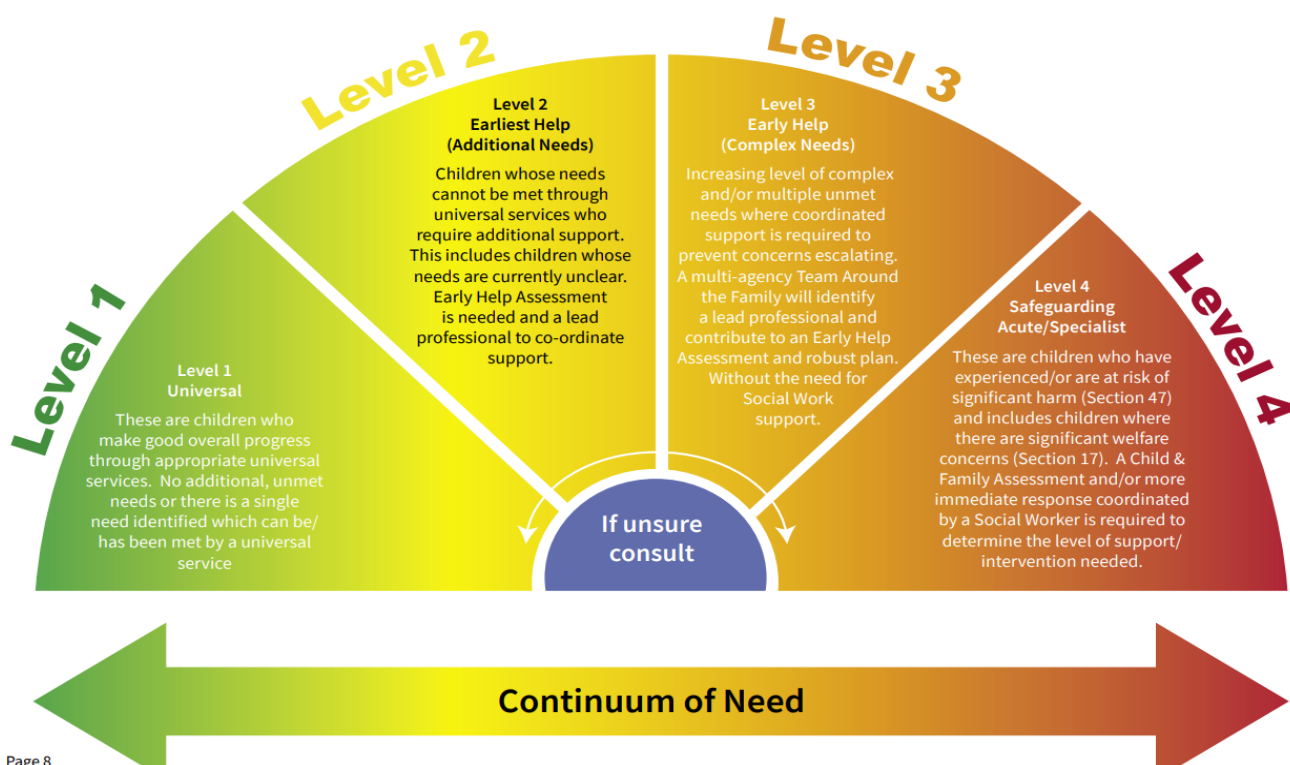 Level 1
Level 2
Level 3
Level 4
Level 1
Universal
These are children who
make good overall progress
through appropriate universal
services. No additional, unmet
needs or there is a single
need identified which can be/
has been met by a universal
service
Level 2
Earliest Help
(Additional Needs)
Children whose needs
cannot be met through
universal services who
require additional support.
This includes children whose
needs are currently unclear.
Early Help Assessment
is needed and a lead
professional to co-ordinate
support.
Level 3
Early Help
(Complex Needs)
Increasing level of complex
and/or multiple unmet
needs where coordinated
support is required to
prevent concerns escalating.
A multi-agency Team Around
the Family will identify
a lead professional and
contribute to an Early Help
Assessment and robust plan.
Without the need for
Social Work
support.
Level 4
Safeguarding
Acute/Specialist
These are children who have
experienced/or are at risk of
significant harm (Section 47)
and includes children where
there are significant welfare
concerns (Section 17). A Child &
Family Assessment and/or more
immediate response coordinated
by a Social Worker is required to
determine the level of support/
intervention needed.
If unsure
consult
Continuum of Need
Page 8